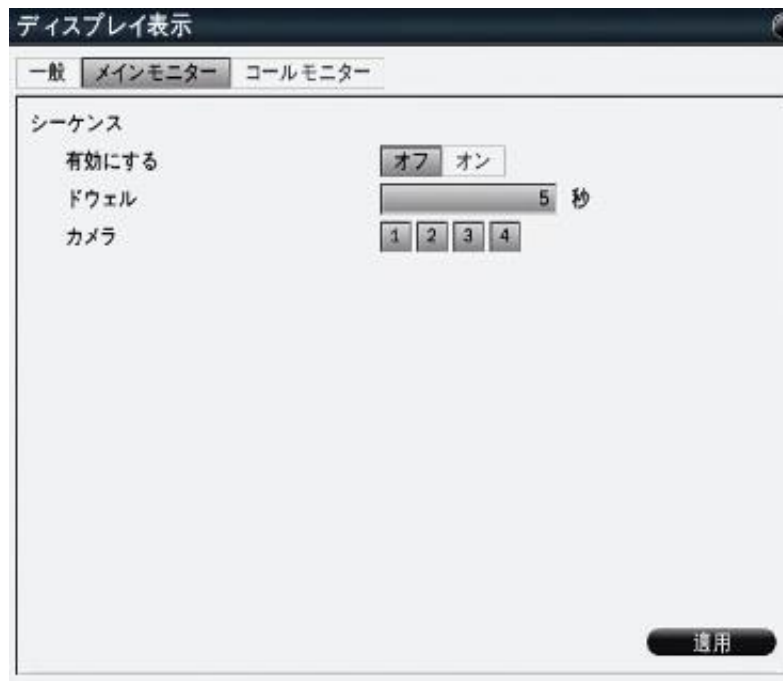 ディスプレイ表示
一般 メインモニター コールモニター
シーケンス
有効にする オフ オン
ドウェル 5 秒
カメラ 1 2 3 4
適用